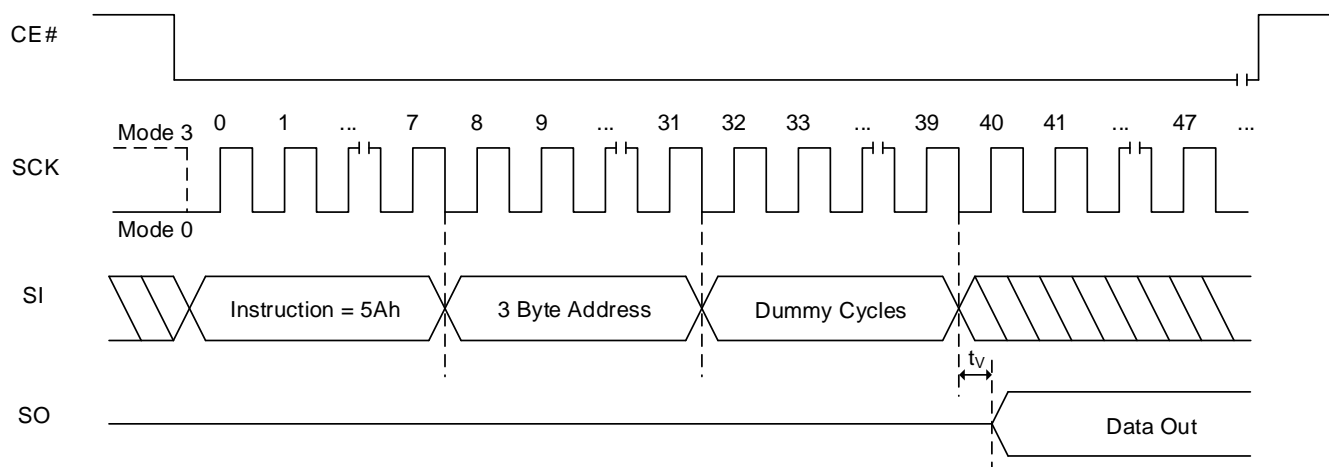 CE#
0 1 ... 7 8 9 ... 31 32 33 ... 39 40 41 ... 47 ...
Mode 3
SCK
Mode 0
SI Instruction = 5Ah 3 Byte Address Dummy Cycles
tV
SO Data Out